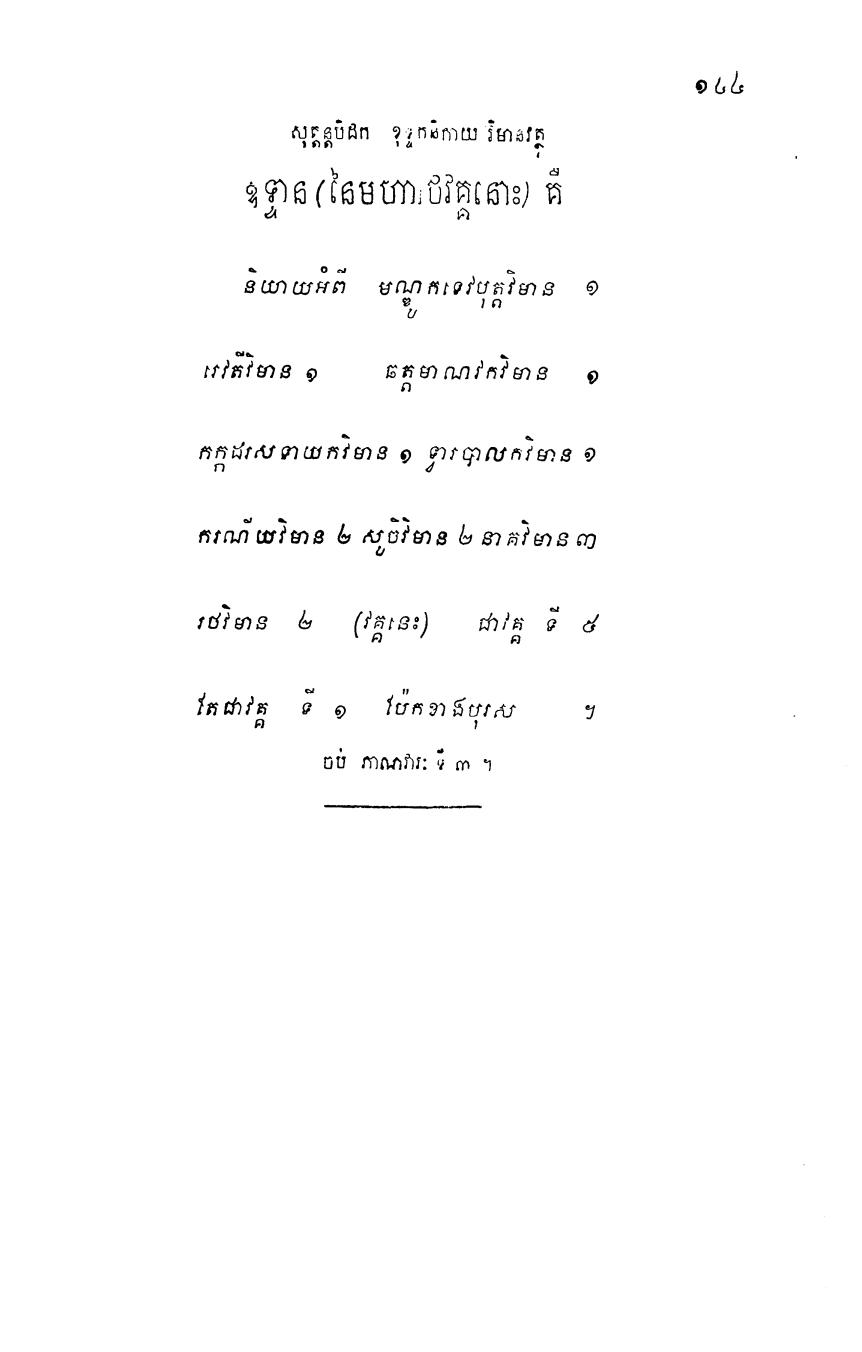 ១៤៤
សុត្តន្តបិដក ខុទ្ទកនិកាយ វិមានវត្ថុ
ឧទ្ទាន (នៃមហារថវគ្គនោះ) គឺ
និយាយអំពី មណ្ឌូកទេវបុត្តវិមាន ១
រេវតីវិមាន ១ ឆត្តមាណវកវិមាន ១
កក្កដរសទាយកវិមាន ១ ទ្វារបាលកវិមាន ១
ករណីយវិមាន ២ សូចិវិមាន ២ នាគវិមាន ៣
រថវិមាន ២ (វគ្គនេះ) ជាវគ្គ ទី ៥
តែជាវគ្គ ទី ១ ប៉ែកខាងបុរស ។
ចប់ ភាណវារៈ ទី ៣ ។